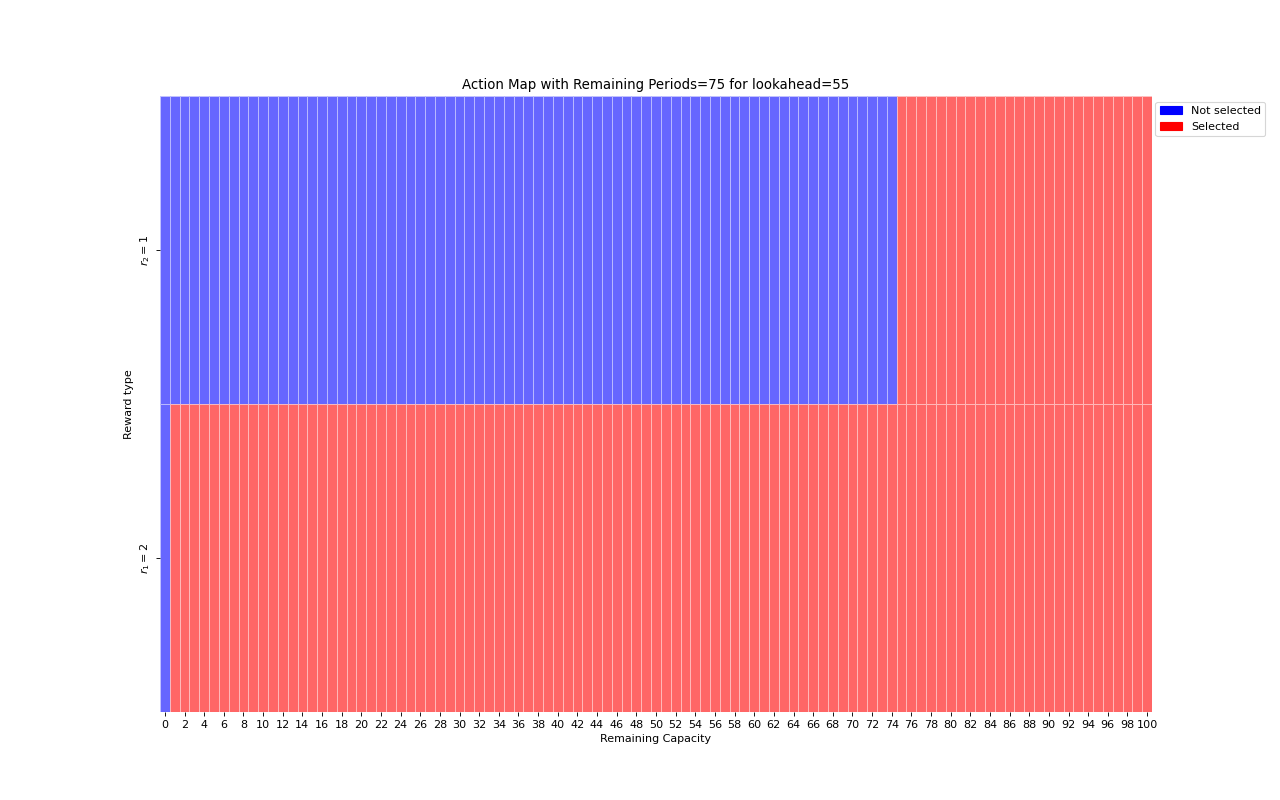 Action Map with Remaining Periods=75 for lookahead=55
Not selected
Selected
Reward type
r₂ = 1
r₁ = 2
0 2 4 6 8 10 12 14 16 18 20 22 24 26 28 30 32 34 36 38 40 42 44 46 48 50 52 54 56 58 60 62 64 66 68 70 72 74 76 78 80 82 84 86 88 90 92 94 96 98 100
Remaining Capacity